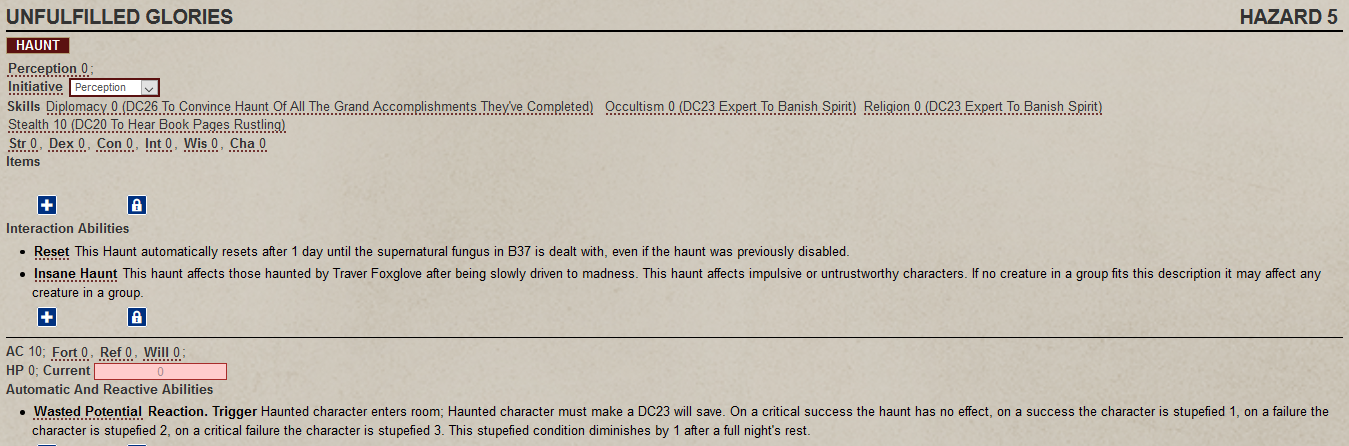 UNFULFILLED GLORIES HAZARD 5
HAUNT
Perception 0;
Initiative Perception
Skills Diplomacy 0 (DC26 To Convince Haunt Of All The Grand Accomplishments They've Completed) Occultism 0 (DC23 Expert To Banish Spirit) Religion 0 (DC23 Expert To Banish Spirit)
Stealth 10 (DC20 To Hear Book Pages Rustling)
Str 0, Dex 0, Con 0, Int 0, Wis 0, Cha 0
Items
Interaction Abilities
• Reset This Haunt automatically resets after 1 day until the supernatural fungus in B37 is dealt with, even if the haunt was previously disabled.
• Insane Haunt This haunt affects those haunted by Traver Foxglove after being slowly driven to madness. This haunt affects impulsive or untrustworthy characters. If no creature in a group fits this description it may affect any
creature in a group.
AC 10; Fort 0, Ref 0, Will 0;
HP 0; Current 0
Automatic And Reactive Abilities
• Wasted Potential Reaction. Trigger Haunted character enters room; Haunted character must make a DC23 will save. On a critical success the haunt has no effect, on a success the character is stupefied 1, on a failure the
character is stupefied 2, on a critical failure the character is stupefied 3. This stupefied condition diminishes by 1 after a full night's rest.